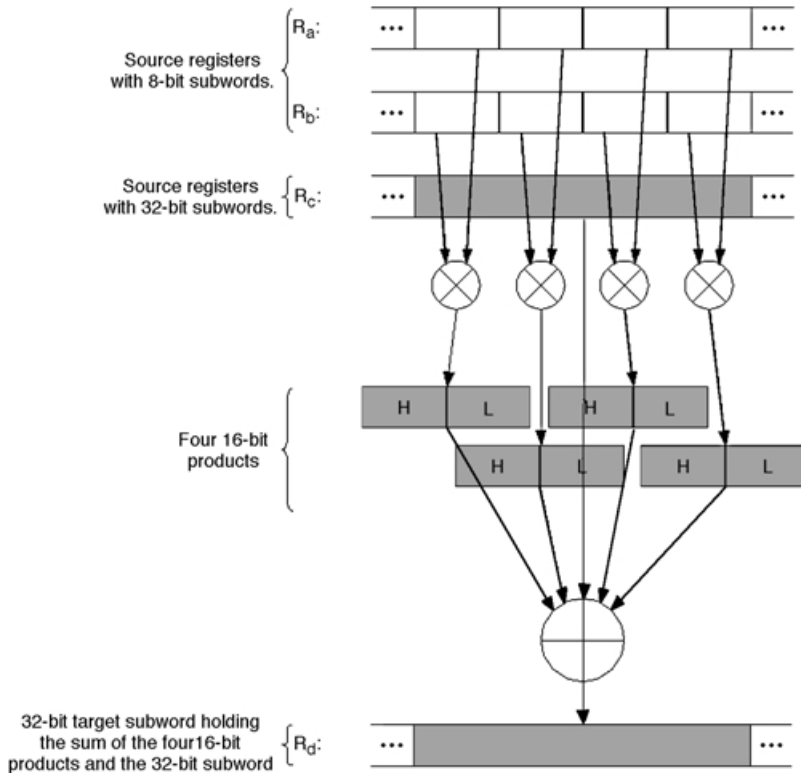 Source registers
with 8-bit subwords.
Ra:
... ...
Rb:
... ...
Source registers
with 32-bit subwords.
Rc:
... ...
Four 16-bit
products
H L H L
H L H L
32-bit target subword holding
the sum of the four16-bit
products and the 32-bit subword
Rd:
... ...